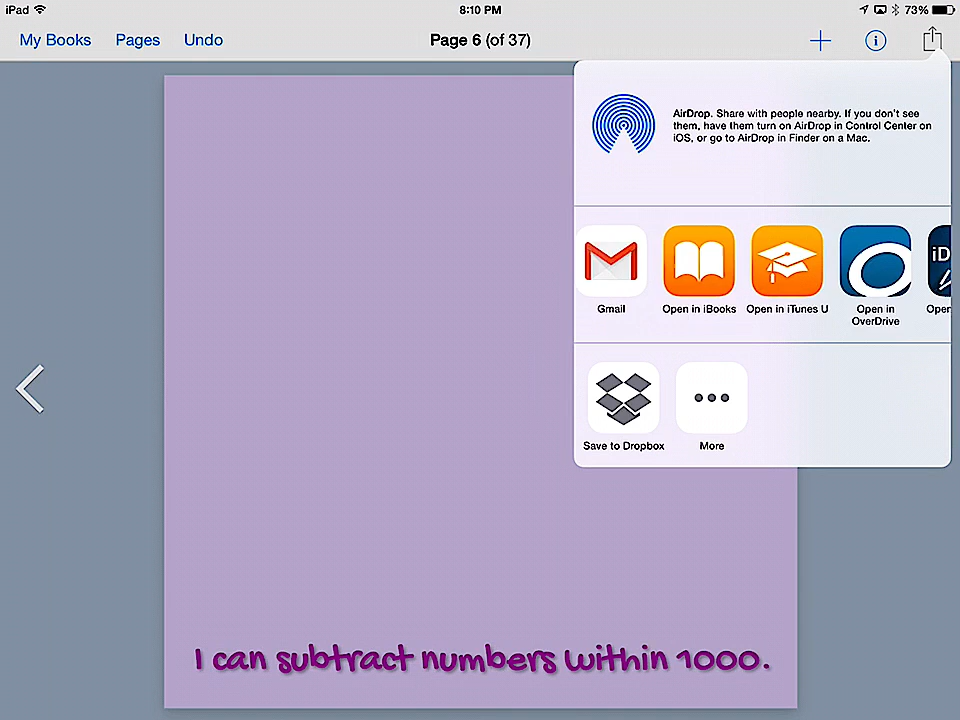 iPad 8:10 PM 73%
My Books Pages Undo Page 6 (of 37)
AirDrop. Share with people nearby. If you don't see
them, have them turn on AirDrop in Control Center on
iOS, or go to AirDrop in Finder on a Mac.
iD
Gmail Open in iBooks Open in iTunes U Open in
OverDrive
Open
Save to Dropbox More
I can subtract numbers within 1000.